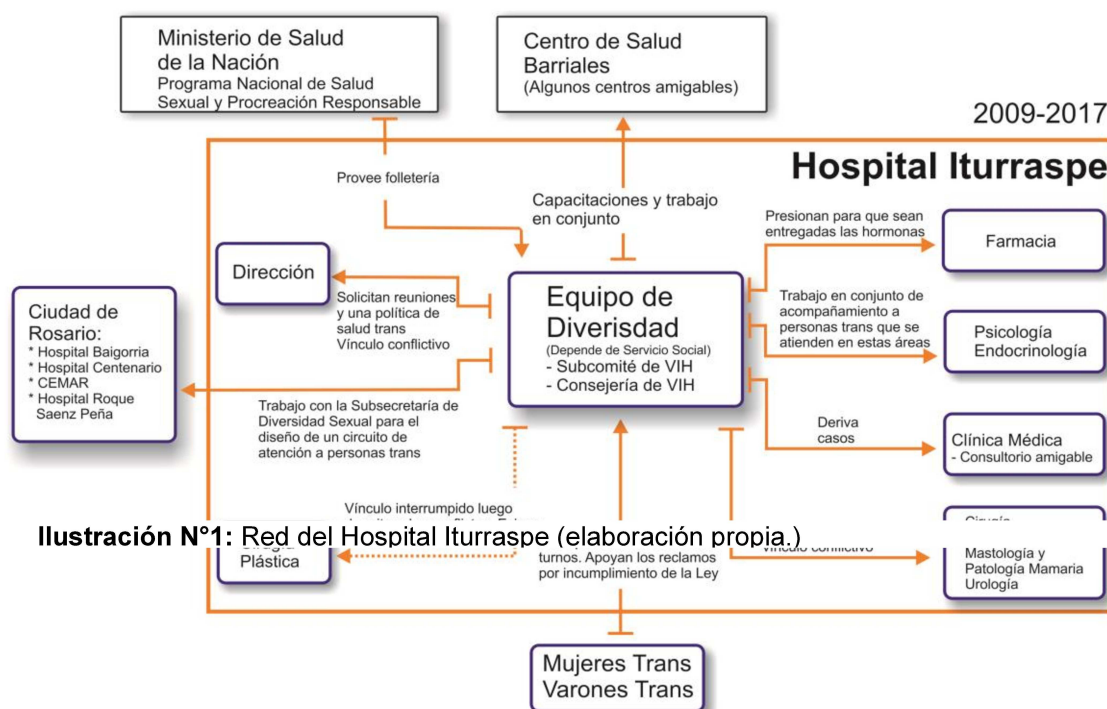 Ministerio de Salud
de la Nación
Programa Nacional de Salud
Sexual y Procreación Responsable
Centro de Salud
Barriales
(Algunos centros amigables)
2009-2017
Hospital Iturraspe
Provee folletería
Capacitaciones y trabajo
en conjunto
Presionan para que sean
entregadas las hormonas
Farmacia
Dirección
Solicitan reuniones
y una política de
salud trans
Vínculo conflictivo
Equipo de
Diverisdad
(Depende de Servicio Social)
- Subcomité de VIH
- Consejería de VIH
Trabajo en conjunto de
acompañamiento a
personas trans que se
atienden en estas áreas
Psicología
Endocrinología
Ciudad de
Rosario:
* Hospital Baigorria
* Hospital Centenario
* CEMAR
* Hospital Roque
Saenz Peña
Trabajo con la Subsecretaría de
Diversidad Sexual para el
diseño de un circuito de
atención a personas trans
Deriva
casos
Clínica Médica
- Consultorio amigable
Vínculo interrumpido luego
Ilustración N°1: Red del Hospital Iturraspe (elaboración propia.)
Plástica
turnos. Apoyan los reclamos
por incumplimiento de la Ley
Vínculo conflictivo
Cirugía
Mastología y
Patología Mamaria
Urología
Mujeres Trans
Varones Trans